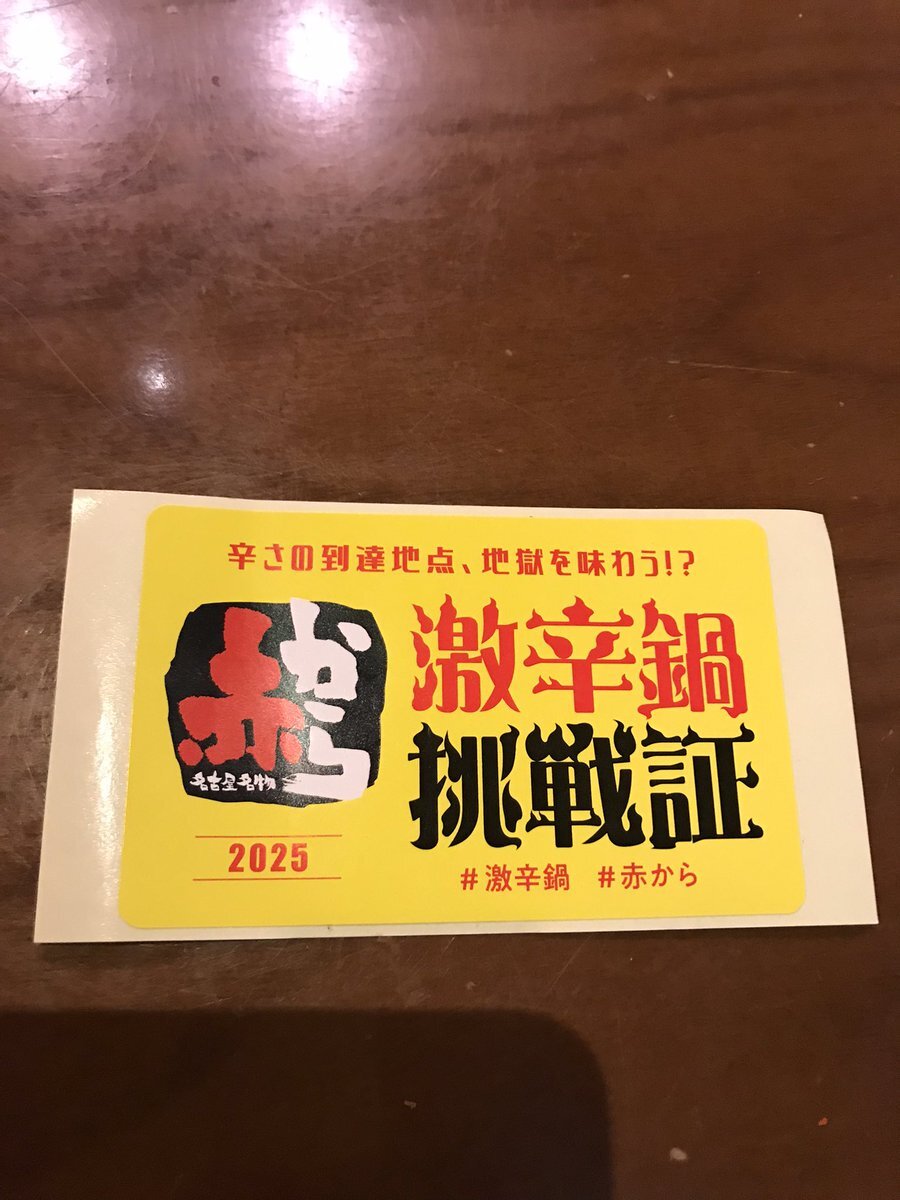 辛さの到達地点、地獄を味わう!?
赤から
名古屋名物
2025
激辛鍋
挑戦証
#激辛鍋 #赤から